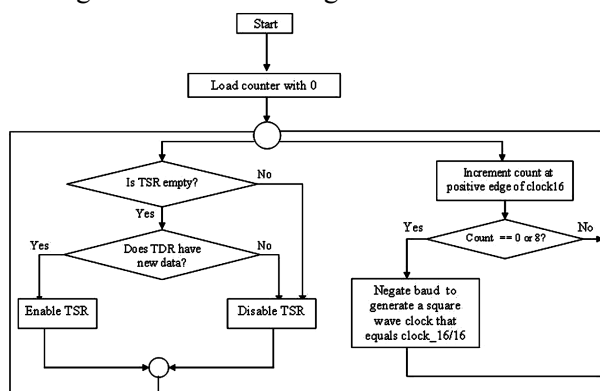 Start
Load counter with 0
Is TSR empty?
No
Yes
Does TDR have
new data?
Yes
No
Enable TSR
Disable TSR
Increment count at
positive edge of clock16
Yes
Count == 0 or 8?
No
Negate baud to
generate a square
wave clock that
equals clock_16/16